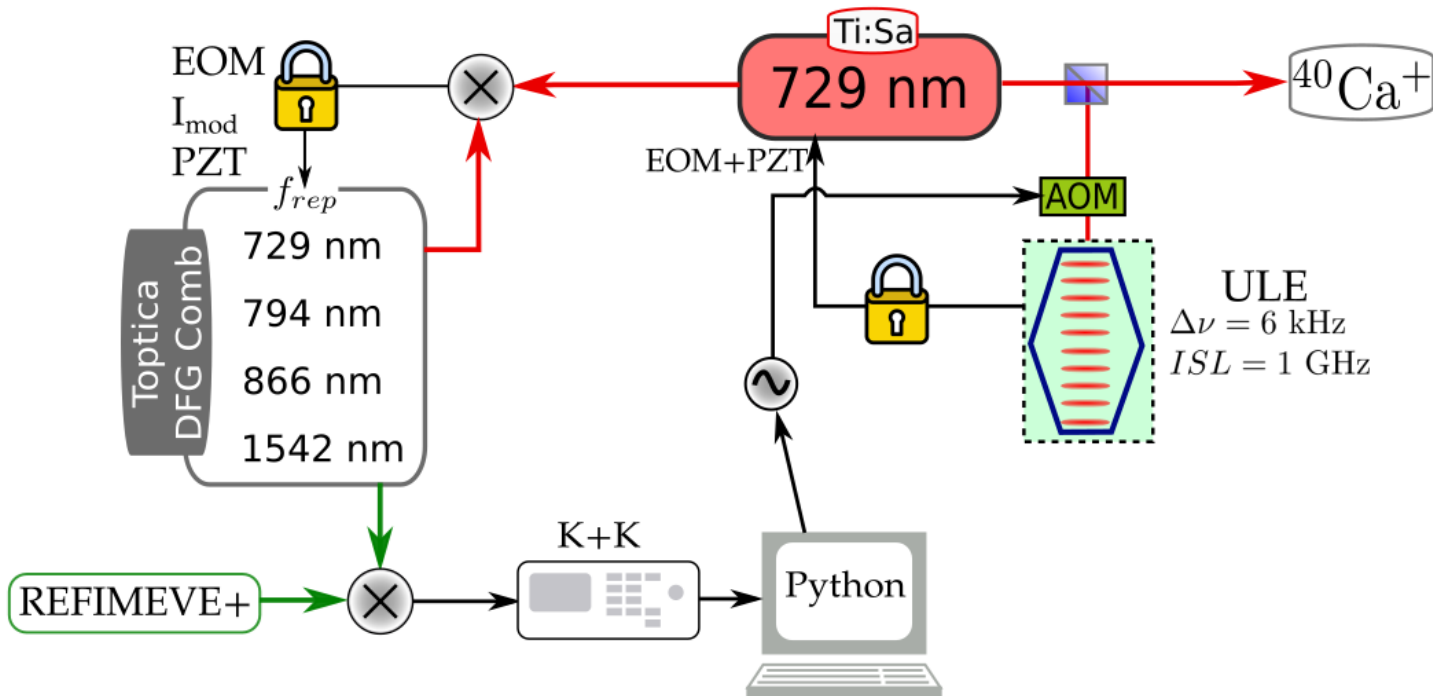 EOM
I_mod
PZT
f_rep
Toptica
DFG Comb
729 nm
794 nm
866 nm
1542 nm
Ti:Sa
729 nm
⁴⁰Ca⁺
EOM+PZT
AOM
ULE
Δν = 6 kHz
ISL = 1 GHz
REFIMEVE+
K+K
Python